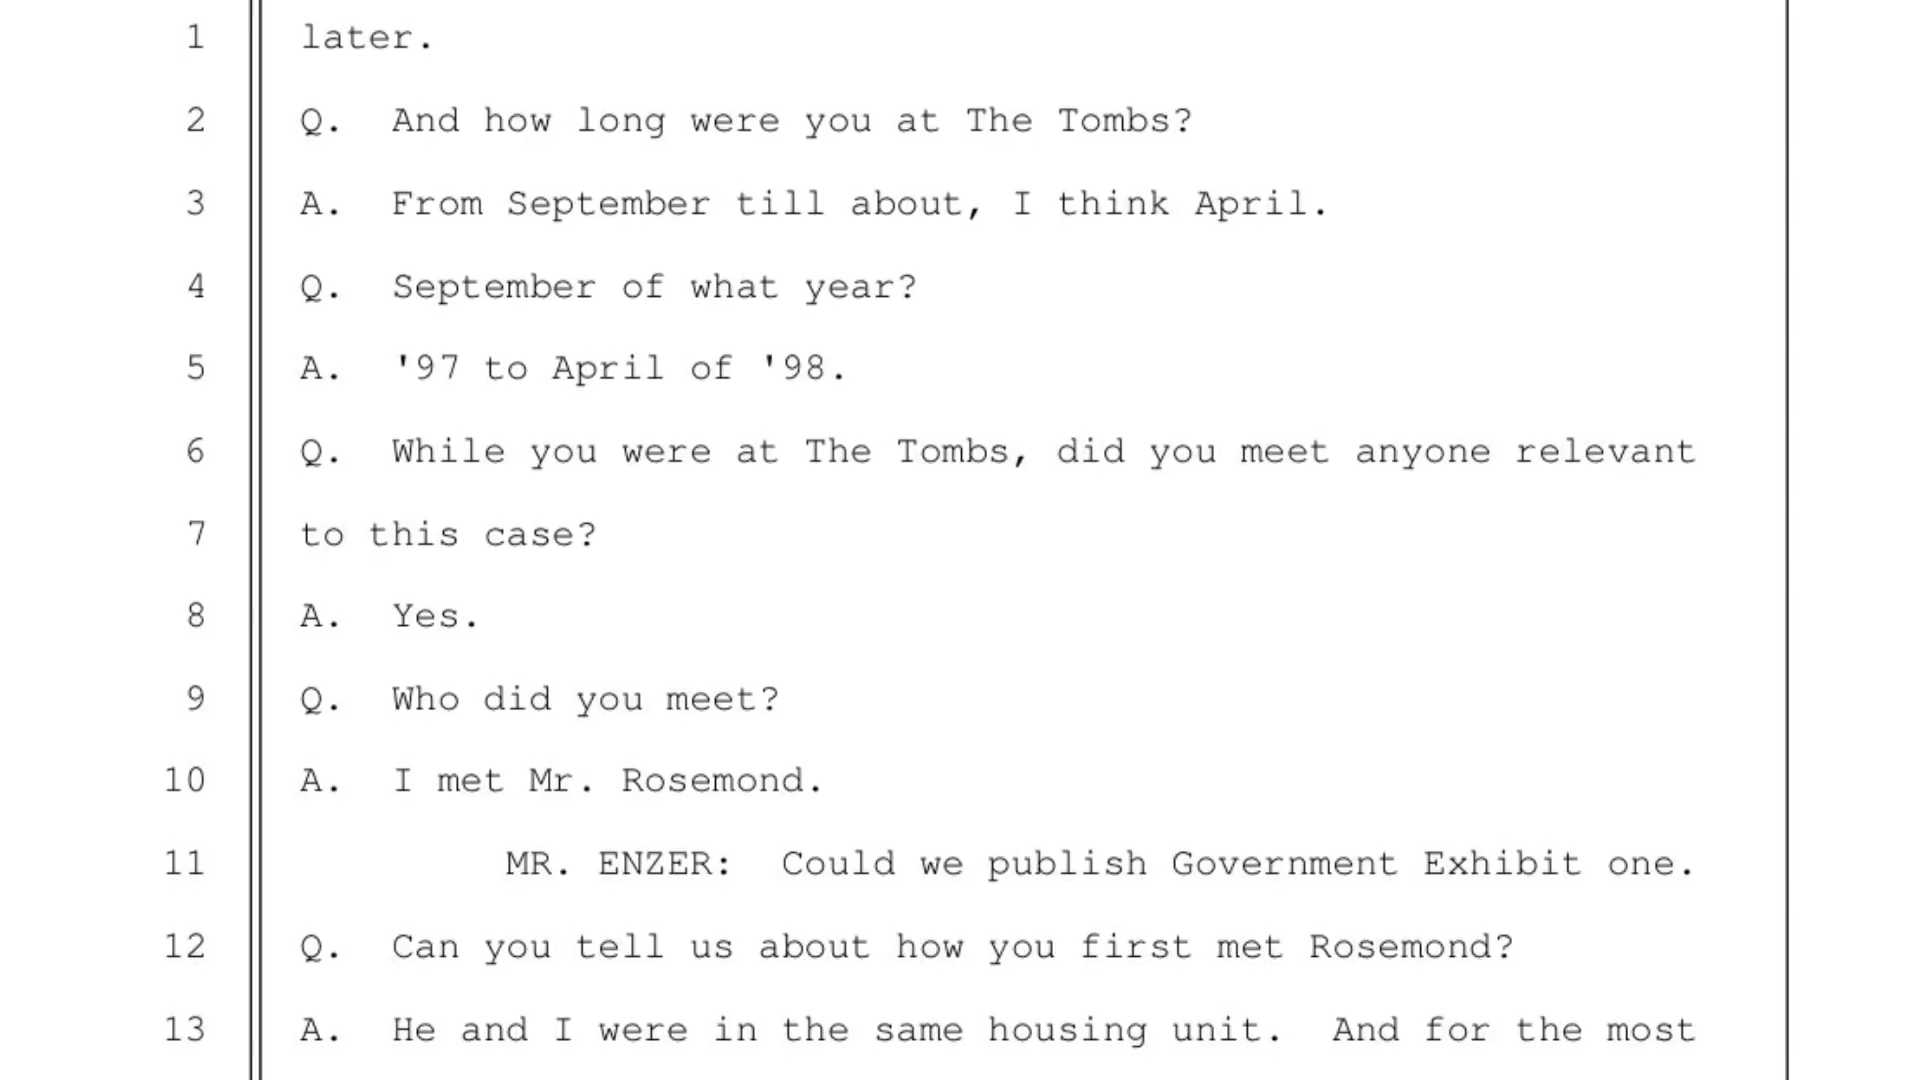 1 later.
2 Q. And how long were you at The Tombs?
3 A. From September till about, I think April.
4 Q. September of what year?
5 A. '97 to April of '98.
6 Q. While you were at The Tombs, did you meet anyone relevant
7 to this case?
8 A. Yes.
9 Q. Who did you meet?
10 A. I met Mr. Rosemond.
11 MR. ENZER: Could we publish Government Exhibit one.
12 Q. Can you tell us about how you first met Rosemond?
13 A. He and I were in the same housing unit. And for the most